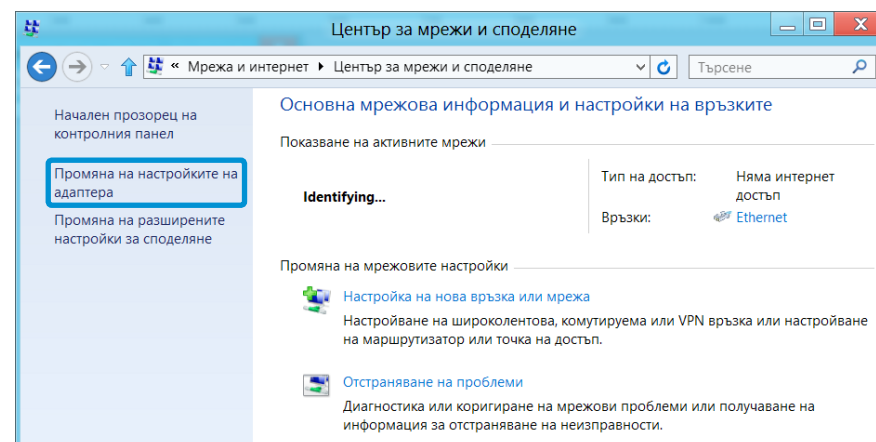 Център за мрежи и споделяне
« Мрежа и интернет ▸ Център за мрежи и споделяне
Търсене
Начален прозорец на
контролния панел
Промяна на настройките на
адаптера
Промяна на разширените
настройки за споделяне
Основна мрежова информация и настройки на връзките
Показване на активните мрежи
Identifying...
Тип на достъп: Няма интернет
достъп
Връзки: Ethernet
Промяна на мрежовите настройки
Настройка на нова връзка или мрежа
Настройване на широколентова, комутируема или VPN връзка или настройване
на маршрутизатор или точка на достъп.
Отстраняване на проблеми
Диагностика или коригиране на мрежови проблеми или получаване на
информация за отстраняване на неизправности.